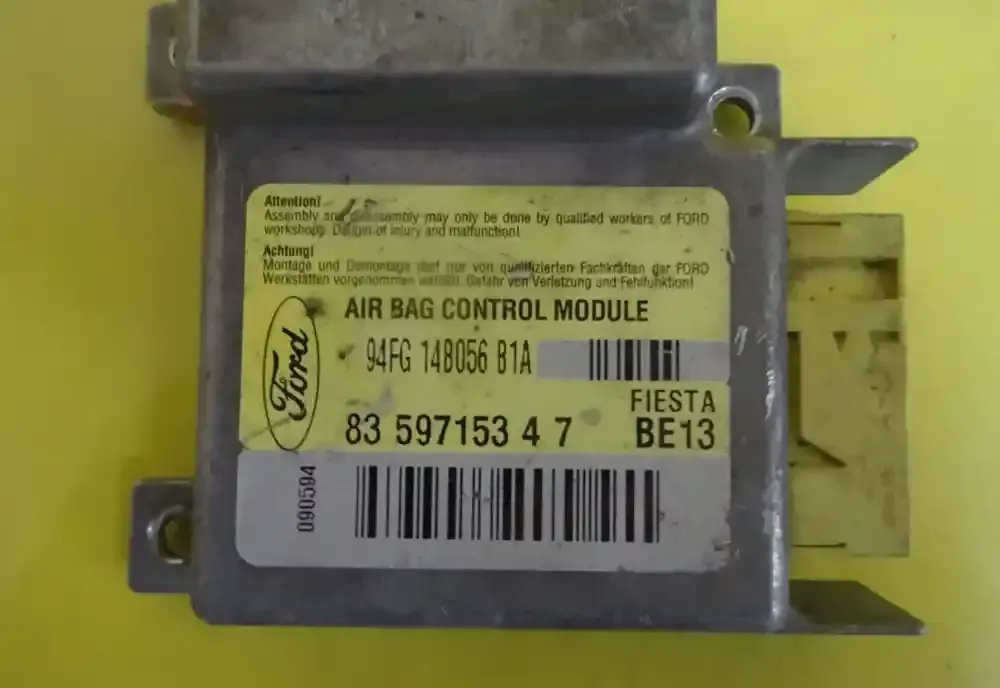 Attention!
Assembly and disassembly may only be done by qualified workers of FORD
workshops. Danger of injury and malfunction!
Achtung!
Montage und Demontage darf nur von qualifizierten Fachkräften der FORD
Werkstätten vorgenommen werden. Gefahr von Verletzung und Fehlfunktion!
AIR BAG CONTROL MODULE
Ford
94FG 14B056 B1A
FIESTA
83 597153 4 7 BE13
090594